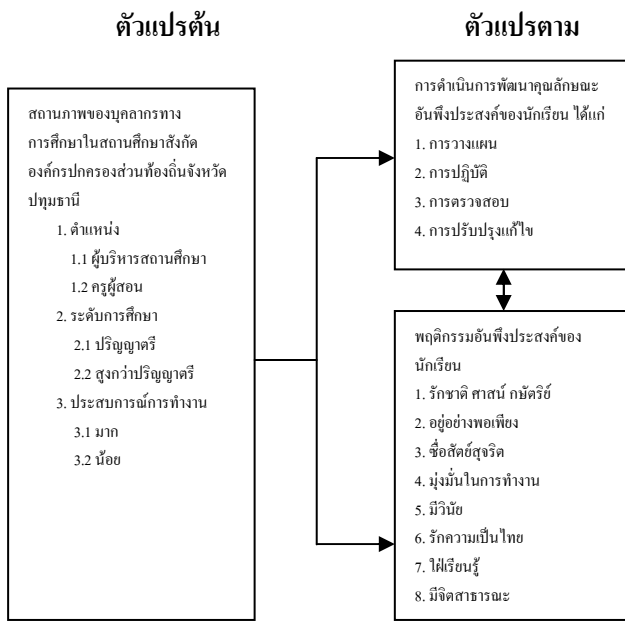 ตัวแปรต้น
ตัวแปรตาม
สถานภาพของบุคลากรทาง
การศึกษาในสถานศึกษาสังกัด
องค์กรปกครองส่วนท้องถิ่นจังหวัด
ปทุมธานี
1. ตำแหน่ง
1.1 ผู้บริหารสถานศึกษา
1.2 ครูผู้สอน
2. ระดับการศึกษา
2.1 ปริญญาตรี
2.2 สูงกว่าปริญญาตรี
3. ประสบการณ์การทำงาน
3.1 มาก
3.2 น้อย
การดำเนินการพัฒนาคุณลักษณะ
อันพึงประสงค์ของนักเรียน ได้แก่
1. การวางแผน
2. การปฏิบัติ
3. การตรวจสอบ
4. การปรับปรุงแก้ไข
พฤติกรรมอันพึงประสงค์ของ
นักเรียน
1. รักชาติ ศาสน์ กษัตริย์
2. อยู่อย่างพอเพียง
3. ซื่อสัตย์สุจริต
4. มุ่งมั่นในการทำงาน
5. มีวินัย
6. รักความเป็นไทย
7. ใฝ่เรียนรู้
8. มีจิตสาธารณะ